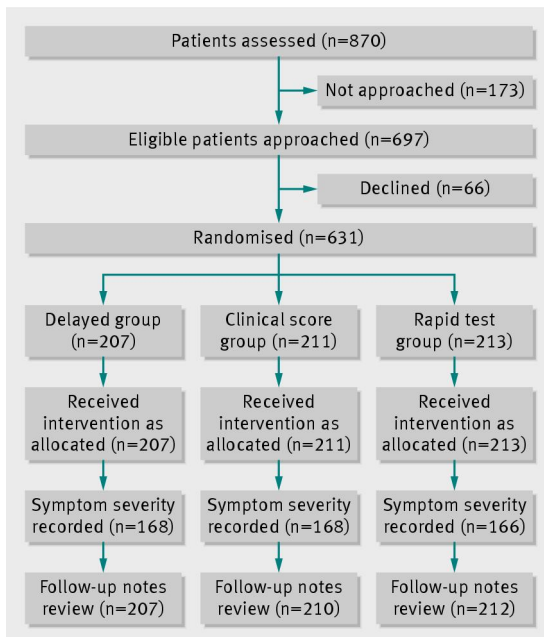 Patients assessed (n=870)
Not approached (n=173)
Eligible patients approached (n=697)
Declined (n=66)
Randomised (n=631)
Delayed group
(n=207)
Clinical score
group (n=211)
Rapid test
group (n=213)
Received
intervention as
allocated (n=207)
Received
intervention as
allocated (n=211)
Received
intervention as
allocated (n=213)
Symptom severity
recorded (n=168)
Symptom severity
recorded (n=168)
Symptom severity
recorded (n=166)
Follow-up notes
review (n=207)
Follow-up notes
review (n=210)
Follow-up notes
review (n=212)